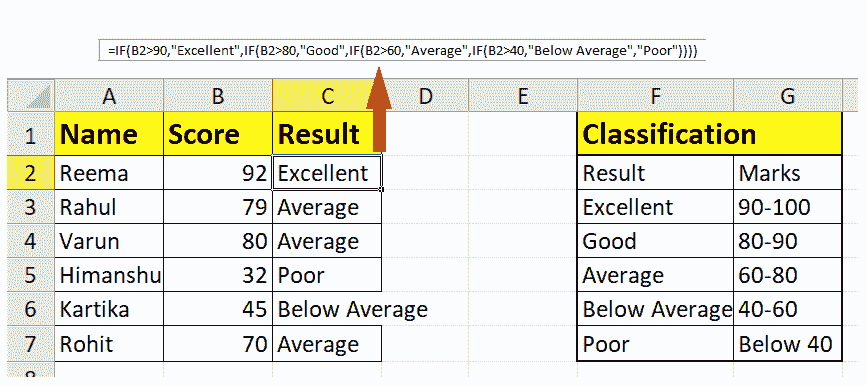 =IF(B2>90,"Excellent",IF(B2>80,"Good",IF(B2>60,"Average",IF(B2>40,"Below Average","Poor"))))
A B C D E F G
1 Name Score Result Classification
2 Reema 92 Excellent Result Marks
3 Rahul 79 Average Excellent 90-100
4 Varun 80 Average Good 80-90
5 Himanshu 32 Poor Average 60-80
6 Kartika 45 Below Average Below Average 40-60
7 Rohit 70 Average Poor Below 40